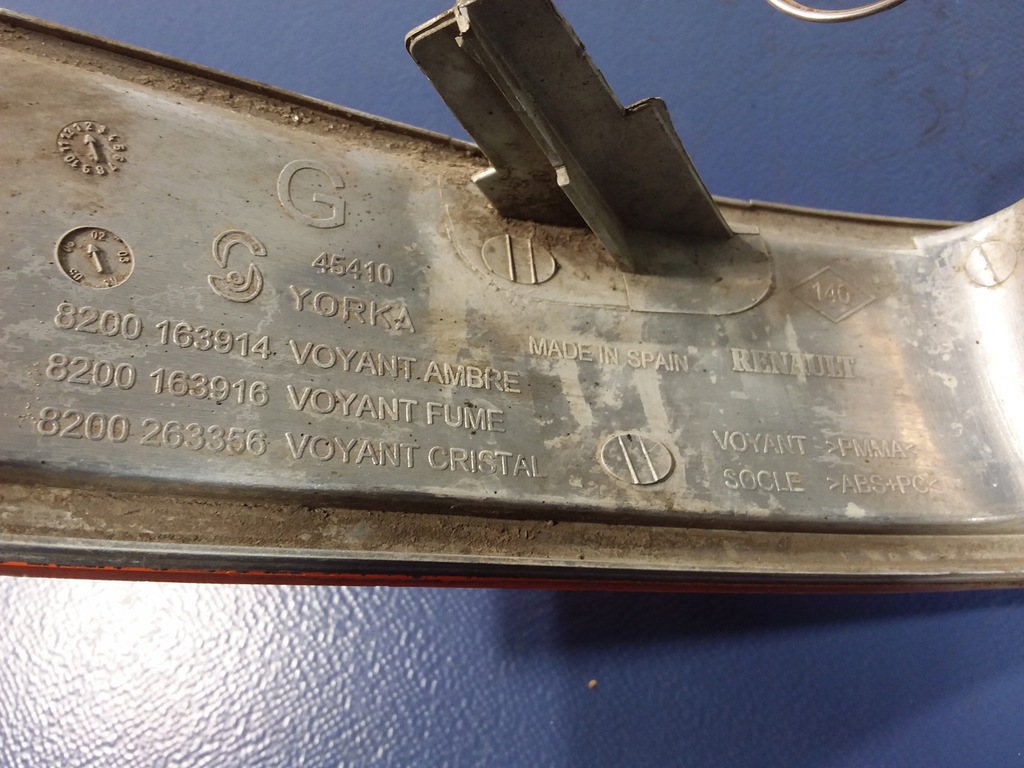 G
45410
YORKA
8200 163914 VOYANT AMBRE
8200 163916 VOYANT FUME
8200 263356 VOYANT CRISTAL
MADE IN SPAIN
140
RENAULT
VOYANT >PMMA<
SOCLE >ABS+PC<